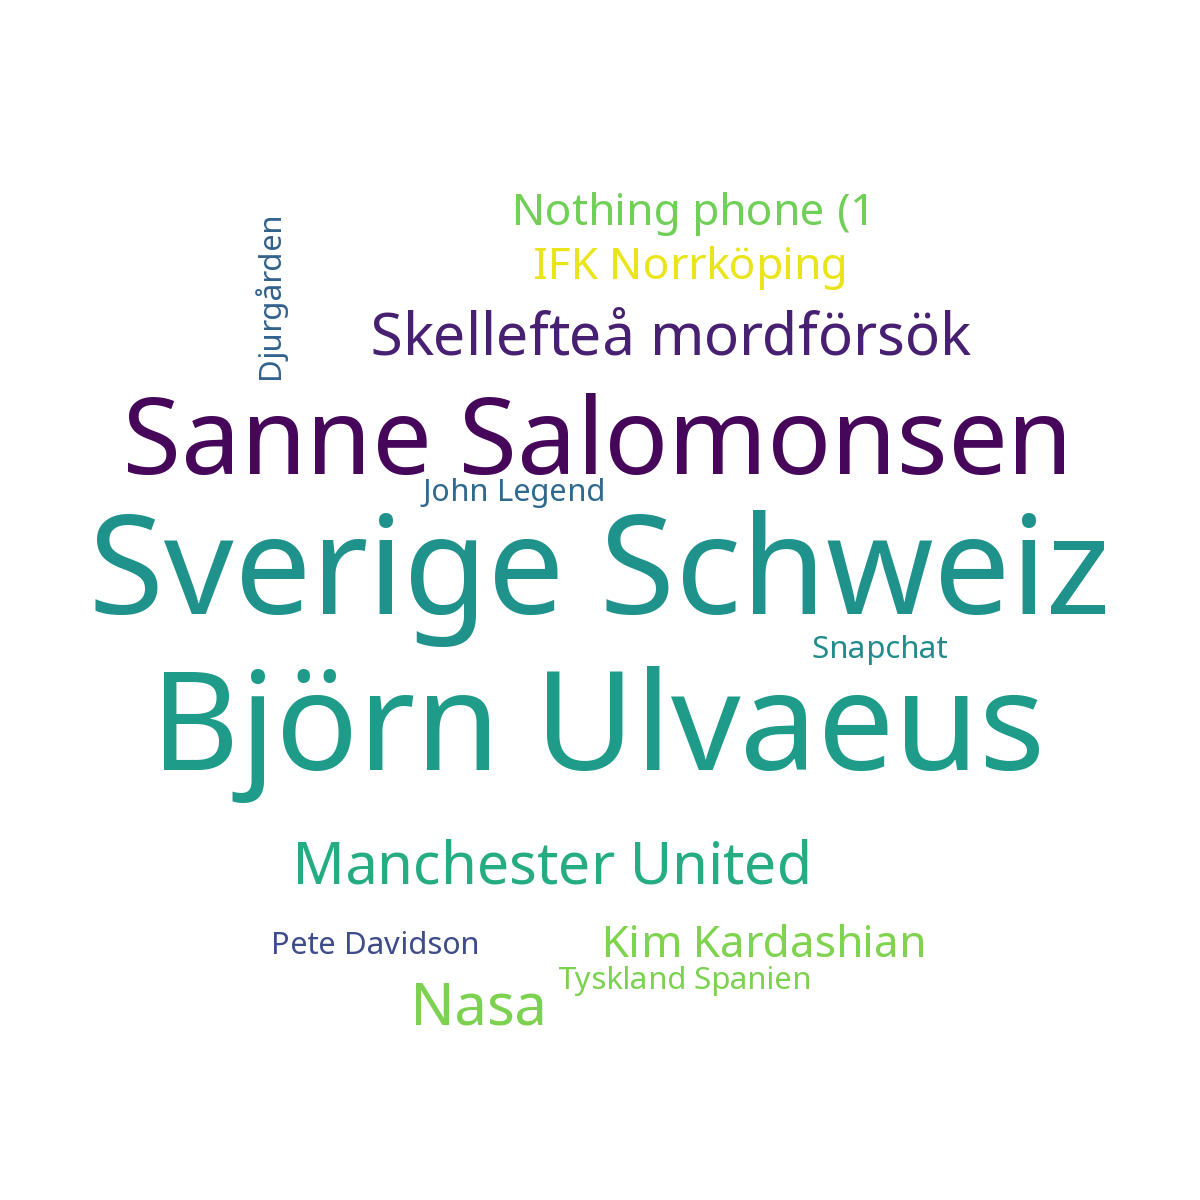 Nothing phone (1
IFK Norrköping
Djurgården
Skellefteå mordförsök
Sanne Salomonsen
John Legend
Sverige Schweiz
Snapchat
Björn Ulvaeus
Manchester United
Pete Davidson
Kim Kardashian
Tyskland Spanien
Nasa